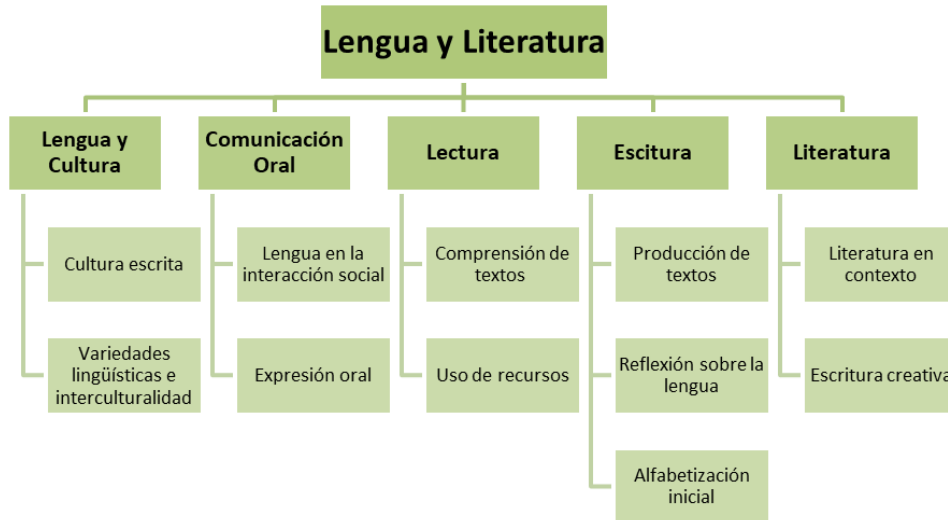 Lengua y Literatura
Lengua y
Cultura
Comunicación
Oral
Lectura
Escitura
Literatura
Cultura escrita
Lengua en la
interacción social
Comprensión de
textos
Producción de
textos
Literatura en
contexto
Variedades
lingüísticas e
interculturalidad
Expresión oral
Uso de recursos
Reflexión sobre la
lengua
Escritura creativa
Alfabetización
inicial